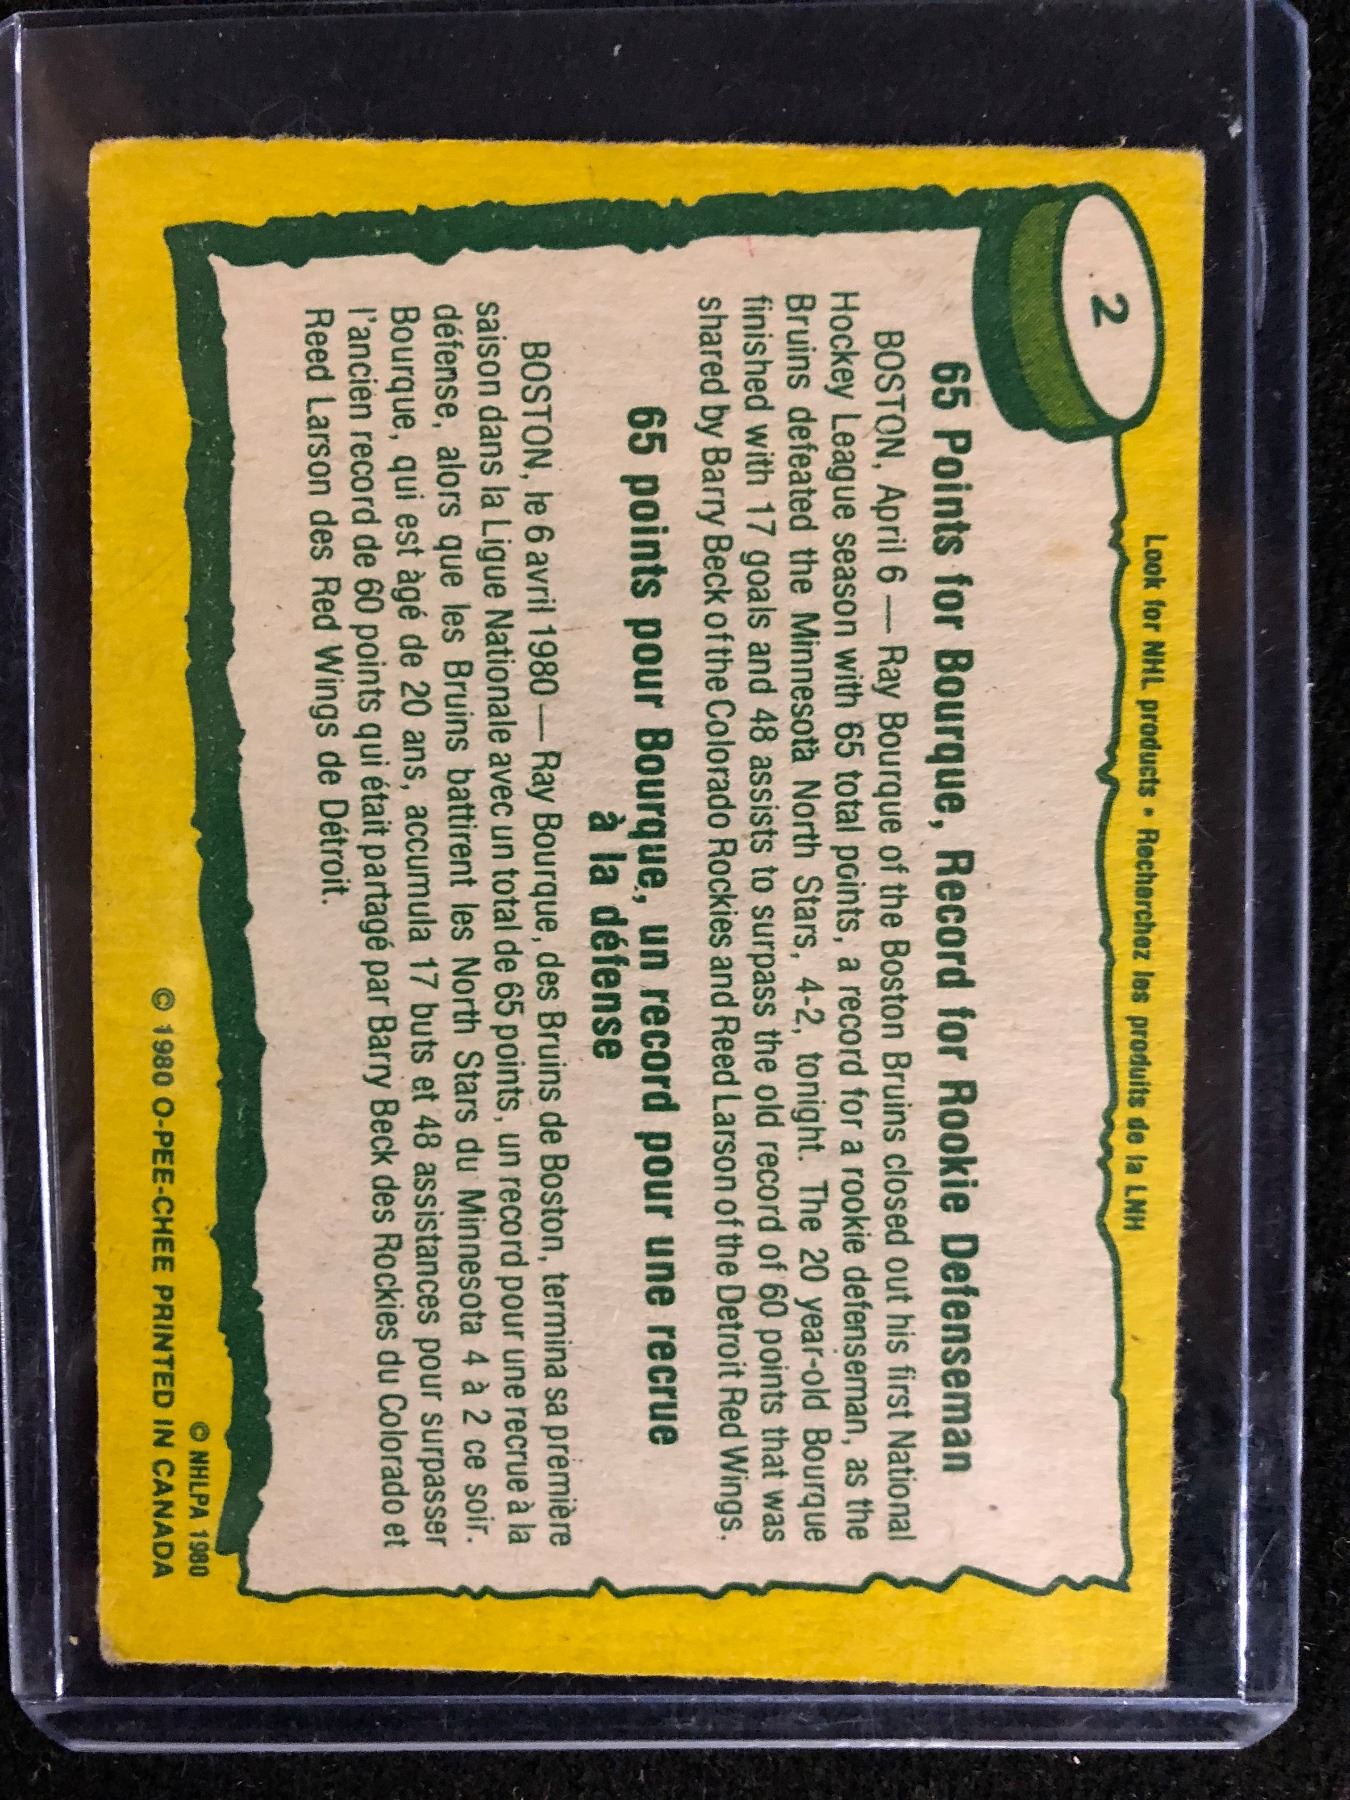 2
Look for NHL products • Recherchez les produits de la LNH
65 Points for Bourque, Record for Rookie Defenseman
BOSTON, April 6 — Ray Bourque of the Boston Bruins closed out his first National
Hockey League season with 65 total points, a record for a rookie defenseman, as the
Bruins defeated the Minnesota North Stars, 4-2, tonight. The 20 year-old Bourque
finished with 17 goals and 48 assists to surpass the old record of 60 points that was
shared by Barry Beck of the Colorado Rockies and Reed Larson of the Detroit Red Wings.
65 points pour Bourque, un record pour une recrue
à la défense
BOSTON, le 6 avril 1980 — Ray Bourque, des Bruins de Boston, termina sa première
saison dans la Ligue Nationale avec un total de 65 points, un record pour une recrue à la
défense, alors que les Bruins battirent les North Stars du Minnesota 4 à 2 ce soir.
Bourque, qui est âgé de 20 ans, accumula 17 buts et 48 assistances pour surpasser
l'ancien record de 60 points qui était partagé par Barry Beck des Rockies du Colorado et
Reed Larson des Red Wings de Détroit.
© NHLPA 1980
© 1980 O-PEE-CHEE PRINTED IN CANADA